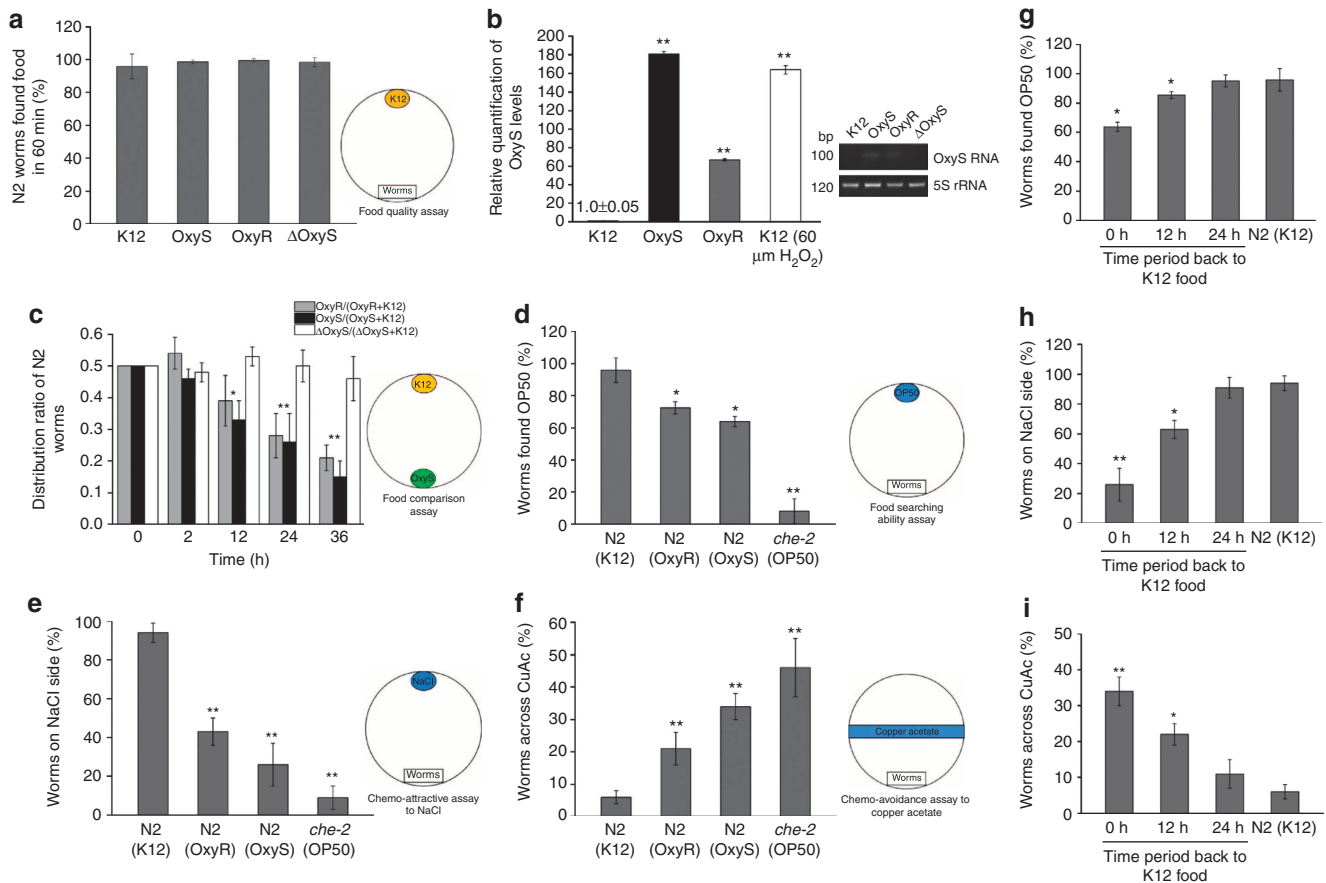 a
N2 worms found food
in 60 min (%)
120
100
80
60
40
20
0
K12
OxyS
OxyR
ΔOxyS
K12
Worms
Food quality assay
b
Relative quantification of
OxyS levels
200
180
160
140
120
100
80
60
40
20
0
1.0±0.05
**
**
**
K12
OxyS
OxyR
K12 (60
μm H₂O₂)
K12
OxyS
OxyR
ΔOxyS
bp
100
OxyS RNA
120
5S rRNA
c
OxyR/(OxyR+K12)
OxyS/(OxyS+K12)
ΔOxyS/(ΔOxyS+K12)
Distribution ratio of N2
worms
0.6
0.5
0.4
0.3
0.2
0.1
0.0
*
**
**
0
2
12
24
36
Time (h)
K12
OxyS
Food comparison
assay
d
Worms found OP50 (%)
120
100
80
60
40
20
0
*
*
**
N2
(K12)
N2
(OxyR)
N2
(OxyS)
che-2
(OP50)
OP50
Worms
Food searching
ability assay
e
Worms on NaCl side (%)
100
80
60
40
20
0
**
**
**
N2
(K12)
N2
(OxyR)
N2
(OxyS)
che-2
(OP50)
NaCl
Worms
Chemo-attractive assay
to NaCl
f
Worms across CuAc (%)
60
50
40
30
20
10
0
**
**
**
N2
(K12)
N2
(OxyR)
N2
(OxyS)
che-2
(OP50)
Copper acetate
Worms
Chemo-avoidance assay to
copper acetate
g
Worms found OP50 (%)
120
100
80
60
40
20
0
*
*
0 h
12 h
24 h
N2 (K12)
Time period back to
K12 food
h
Worms on NaCl side (%)
100
80
60
40
20
0
**
*
0 h
12 h
24 h
N2 (K12)
Time period back to
K12 food
i
Worms across CuAc (%)
50
40
30
20
10
0
**
*
0 h
12 h
24 h
N2 (K12)
Time period back to
K12 food